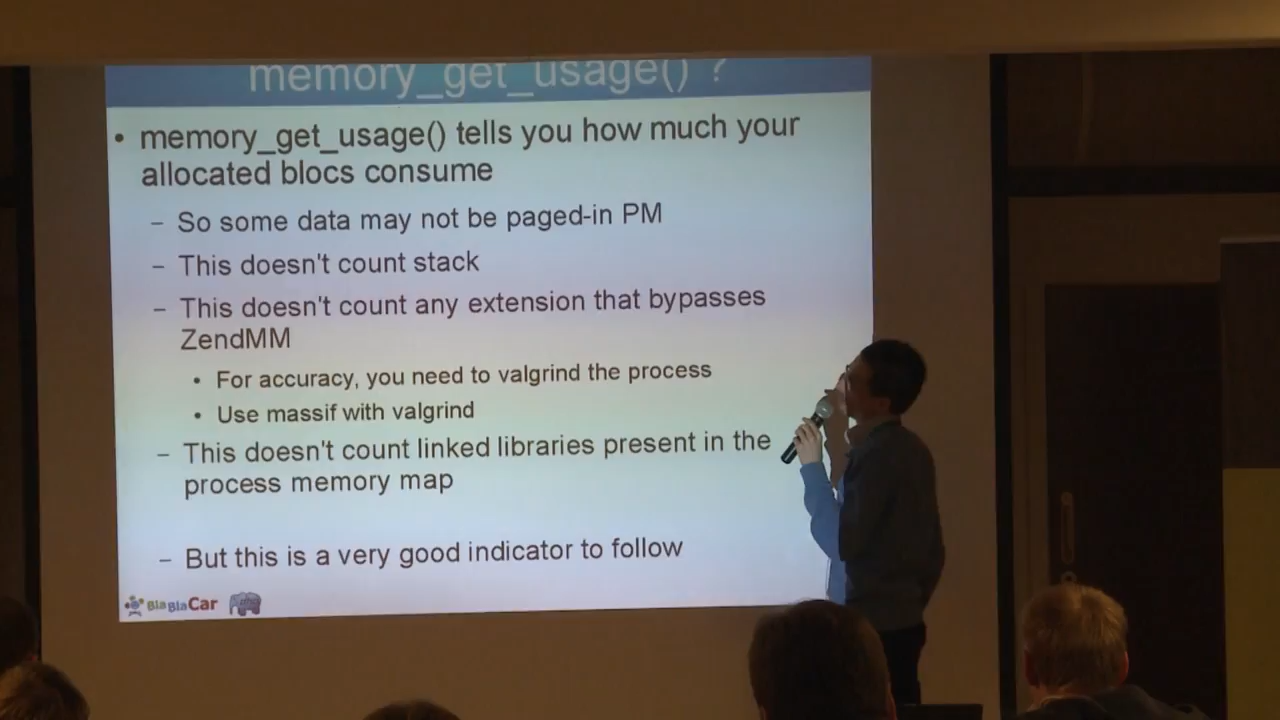 memory_get_usage() ?
• memory_get_usage() tells you how much your
allocated blocs consume
– So some data may not be paged-in PM
– This doesn't count stack
– This doesn't count any extension that bypasses
ZendMM
• For accuracy, you need to valgrind the process
• Use massif with valgrind
– This doesn't count linked libraries present in the
process memory map
– But this is a very good indicator to follow
BlaBlaCar